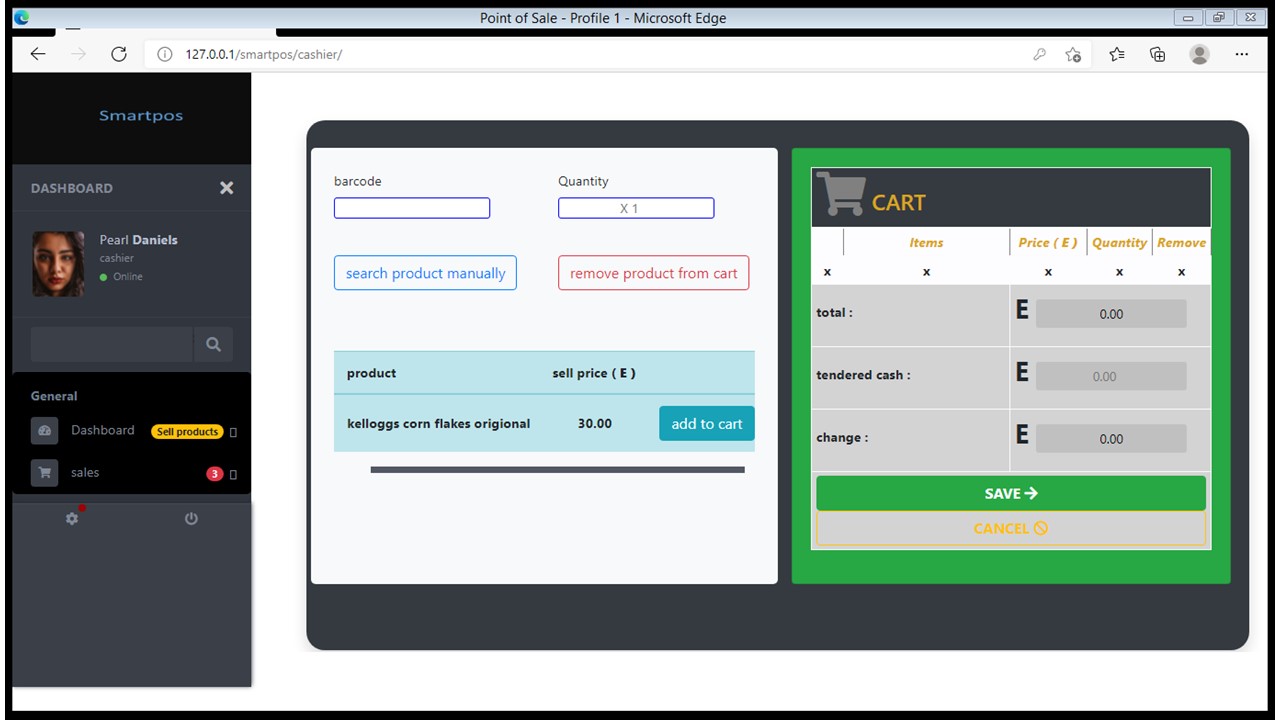 Point of Sale - Profile 1 - Microsoft Edge
127.0.0.1/smartpos/cashier/
Smartpos
DASHBOARD
Pearl Daniels
cashier
Online
General
Dashboard Sell products
sales 3
barcode Quantity
X 1
search product manually remove product from cart
product sell price ( E )
kelloggs corn flakes origional 30.00 add to cart
CART
Items Price ( E ) Quantity Remove
x x x x x
total : E 0.00
tendered cash : E 0.00
change : E 0.00
SAVE
CANCEL